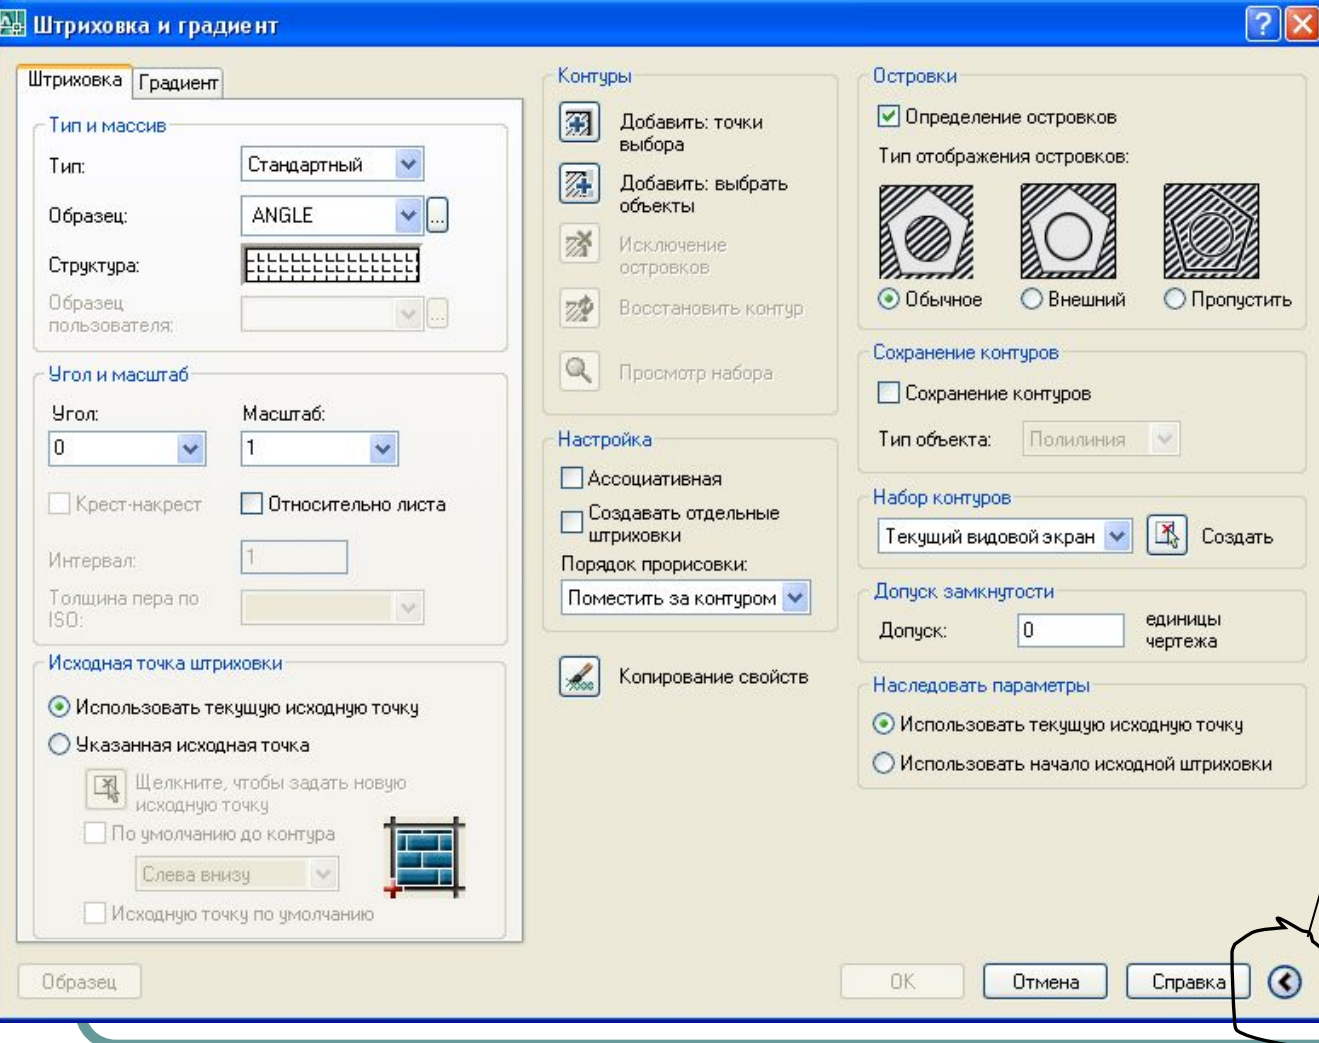 Штриховка и градиент
Штриховка
Градиент
Тип и массив
Тип:
Стандартный
Образец:
ANGLE
...
Структура:
Образец
пользователя:
...
Угол и масштаб
Угол:
Масштаб:
0
1
Крест-накрест
Относительно листа
Интервал:
1
Толщина пера по
ISO:
Исходная точка штриховки
Использовать текущую исходную точку
Указанная исходная точка
Щелкните, чтобы задать новую
исходную точку
По умолчанию до контура
Слева внизу
Исходную точку по умолчанию
Контуры
Добавить: точки
выбора
Добавить: выбрать
объекты
Исключение
островков
Восстановить контур
Просмотр набора
Настройка
Ассоциативная
Создавать отдельные
штриховки
Порядок прорисовки:
Поместить за контуром
Копирование свойств
Островки
Определение островков
Тип отображения островков:
Обычное
Внешний
Пропустить
Сохранение контуров
Сохранение контуров
Тип объекта:
Полилиния
Набор контуров
Текущий видовой экран
Создать
Допуск замкнутости
Допуск:
0
единицы
чертежа
Наследовать параметры
Использовать текущую исходную точку
Использовать начало исходной штриховки
Образец
OK
Отмена
Справка